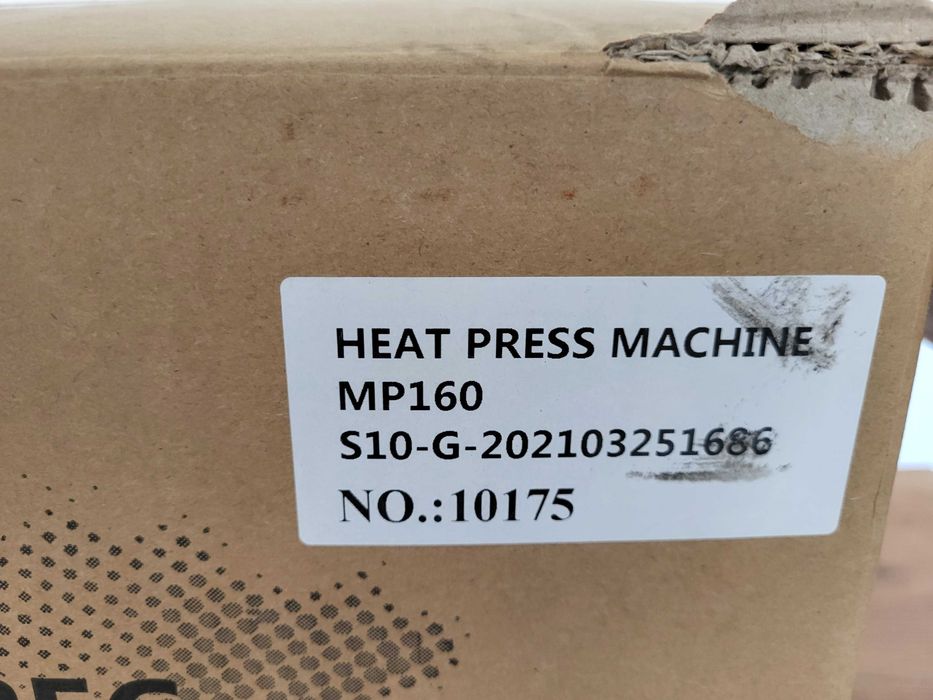 HEAT PRESS MACHINE
MP160
S10-G-202103251686
NO.:10175